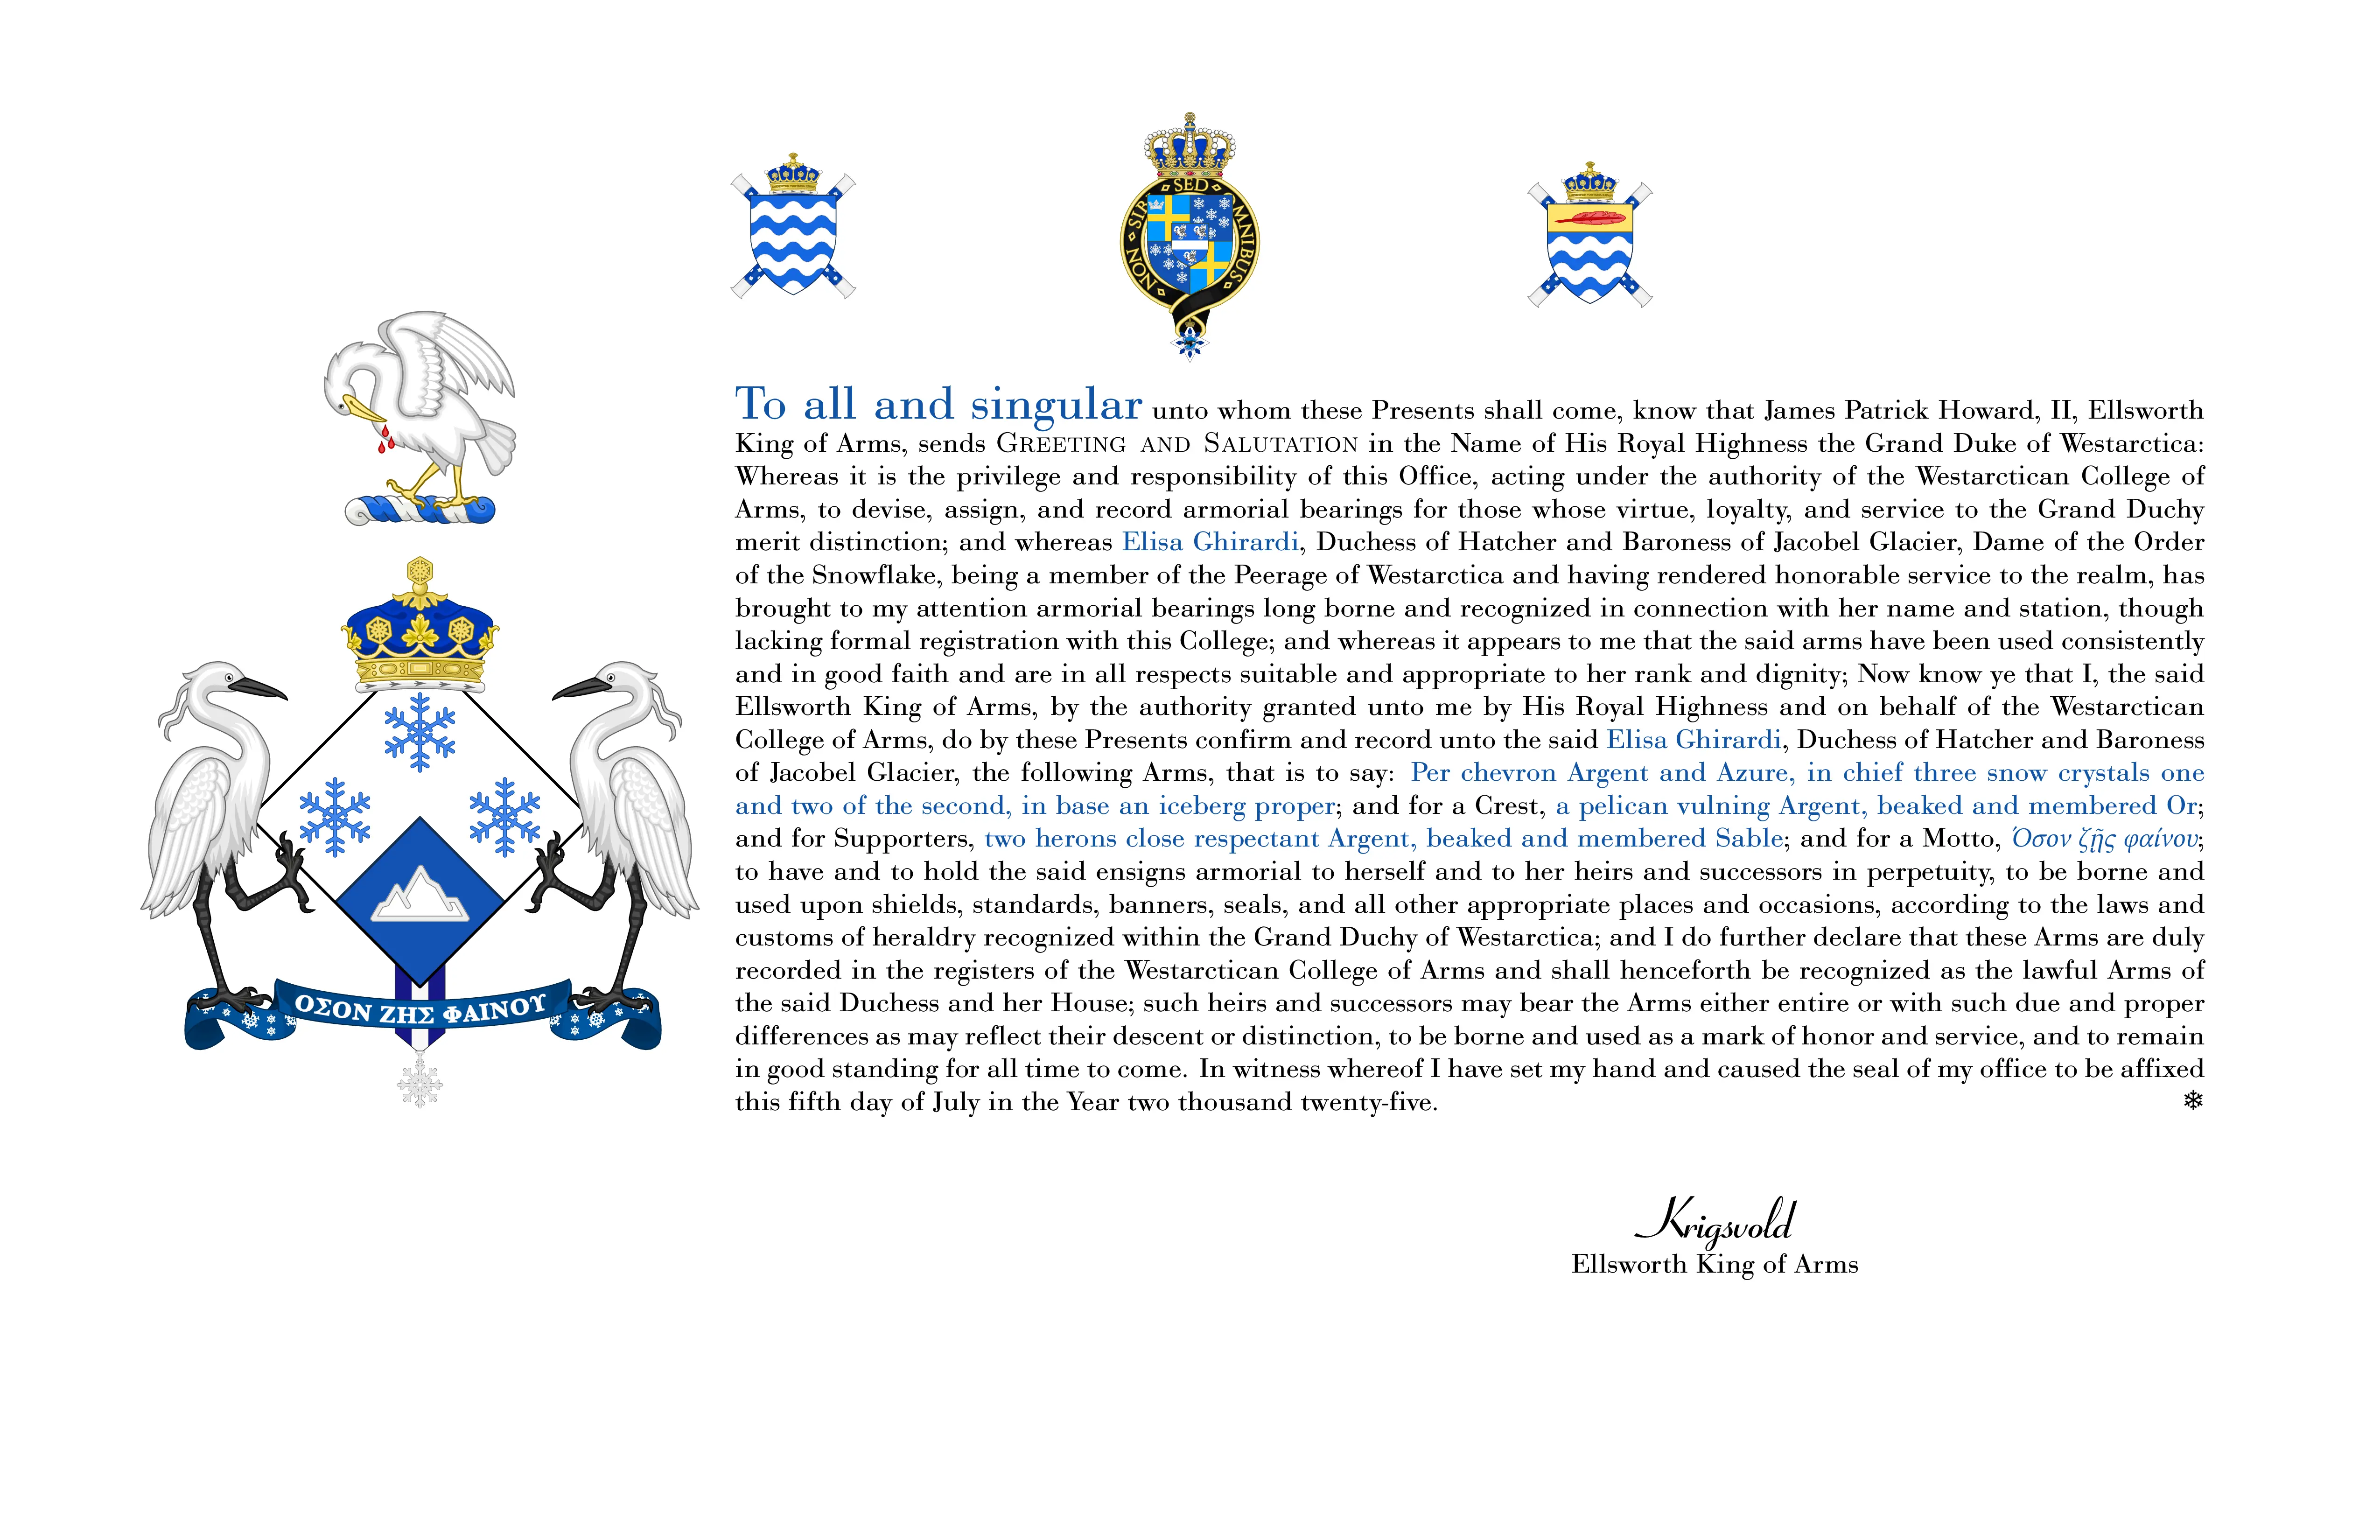 NON ◇ SIRI ◇ SED ◇ OMNIBUS ◇
To all and singular unto whom these Presents shall come, know that James Patrick Howard, II, Ellsworth
King of Arms, sends GREETING AND SALUTATION in the Name of His Royal Highness the Grand Duke of Westarctica:
Whereas it is the privilege and responsibility of this Office, acting under the authority of the Westarctican College of
Arms, to devise, assign, and record armorial bearings for those whose virtue, loyalty, and service to the Grand Duchy
merit distinction; and whereas Elisa Ghirardi, Duchess of Hatcher and Baroness of Jacobel Glacier, Dame of the Order
of the Snowflake, being a member of the Peerage of Westarctica and having rendered honorable service to the realm, has
brought to my attention armorial bearings long borne and recognized in connection with her name and station, though
lacking formal registration with this College; and whereas it appears to me that the said arms have been used consistently
and in good faith and are in all respects suitable and appropriate to her rank and dignity; Now know ye that I, the said
Ellsworth King of Arms, by the authority granted unto me by His Royal Highness and on behalf of the Westarctican
College of Arms, do by these Presents confirm and record unto the said Elisa Ghirardi, Duchess of Hatcher and Baroness
of Jacobel Glacier, the following Arms, that is to say: Per chevron Argent and Azure, in chief three snow crystals one
and two of the second, in base an iceberg proper; and for a Crest, a pelican vulning Argent, beaked and membered Or;
and for Supporters, two herons close respectant Argent, beaked and membered Sable; and for a Motto, Ὅσον ζῇς φαίνου;
to have and to hold the said ensigns armorial to herself and to her heirs and successors in perpetuity, to be borne and
used upon shields, standards, banners, seals, and all other appropriate places and occasions, according to the laws and
customs of heraldry recognized within the Grand Duchy of Westarctica; and I do further declare that these Arms are duly
recorded in the registers of the Westarctican College of Arms and shall henceforth be recognized as the lawful Arms of
the said Duchess and her House; such heirs and successors may bear the Arms either entire or with such due and proper
differences as may reflect their descent or distinction, to be borne and used as a mark of honor and service, and to remain
in good standing for all time to come. In witness whereof I have set my hand and caused the seal of my office to be affixed
this fifth day of July in the Year two thousand twenty-five. ❄
ΟΣΟΝ ΖΗΣ ΦΑΙΝΟΥ
Krigsvold
Ellsworth King of Arms